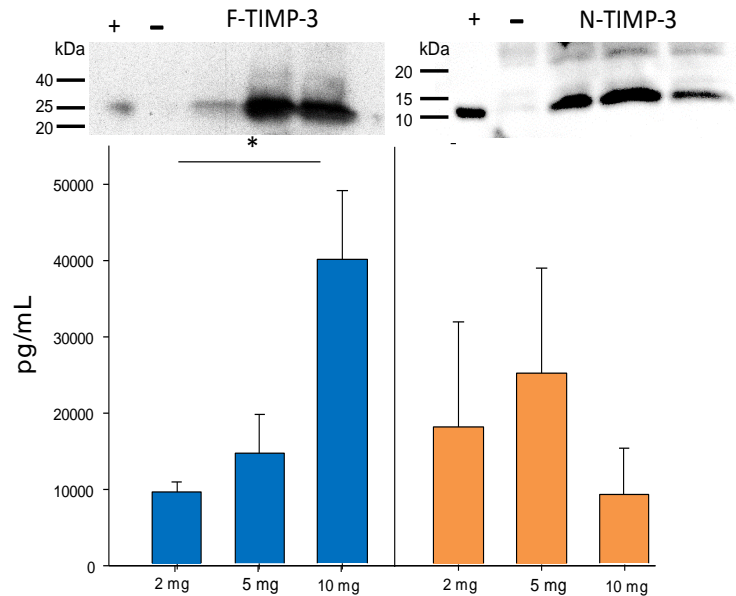 + – F-TIMP-3
kDa
40
25
20
+ – N-TIMP-3
kDa
20
15
10
*
-
pg/mL
50000
40000
30000
20000
10000
0
2 mg 5 mg 10 mg
2 mg 5 mg 10 mg